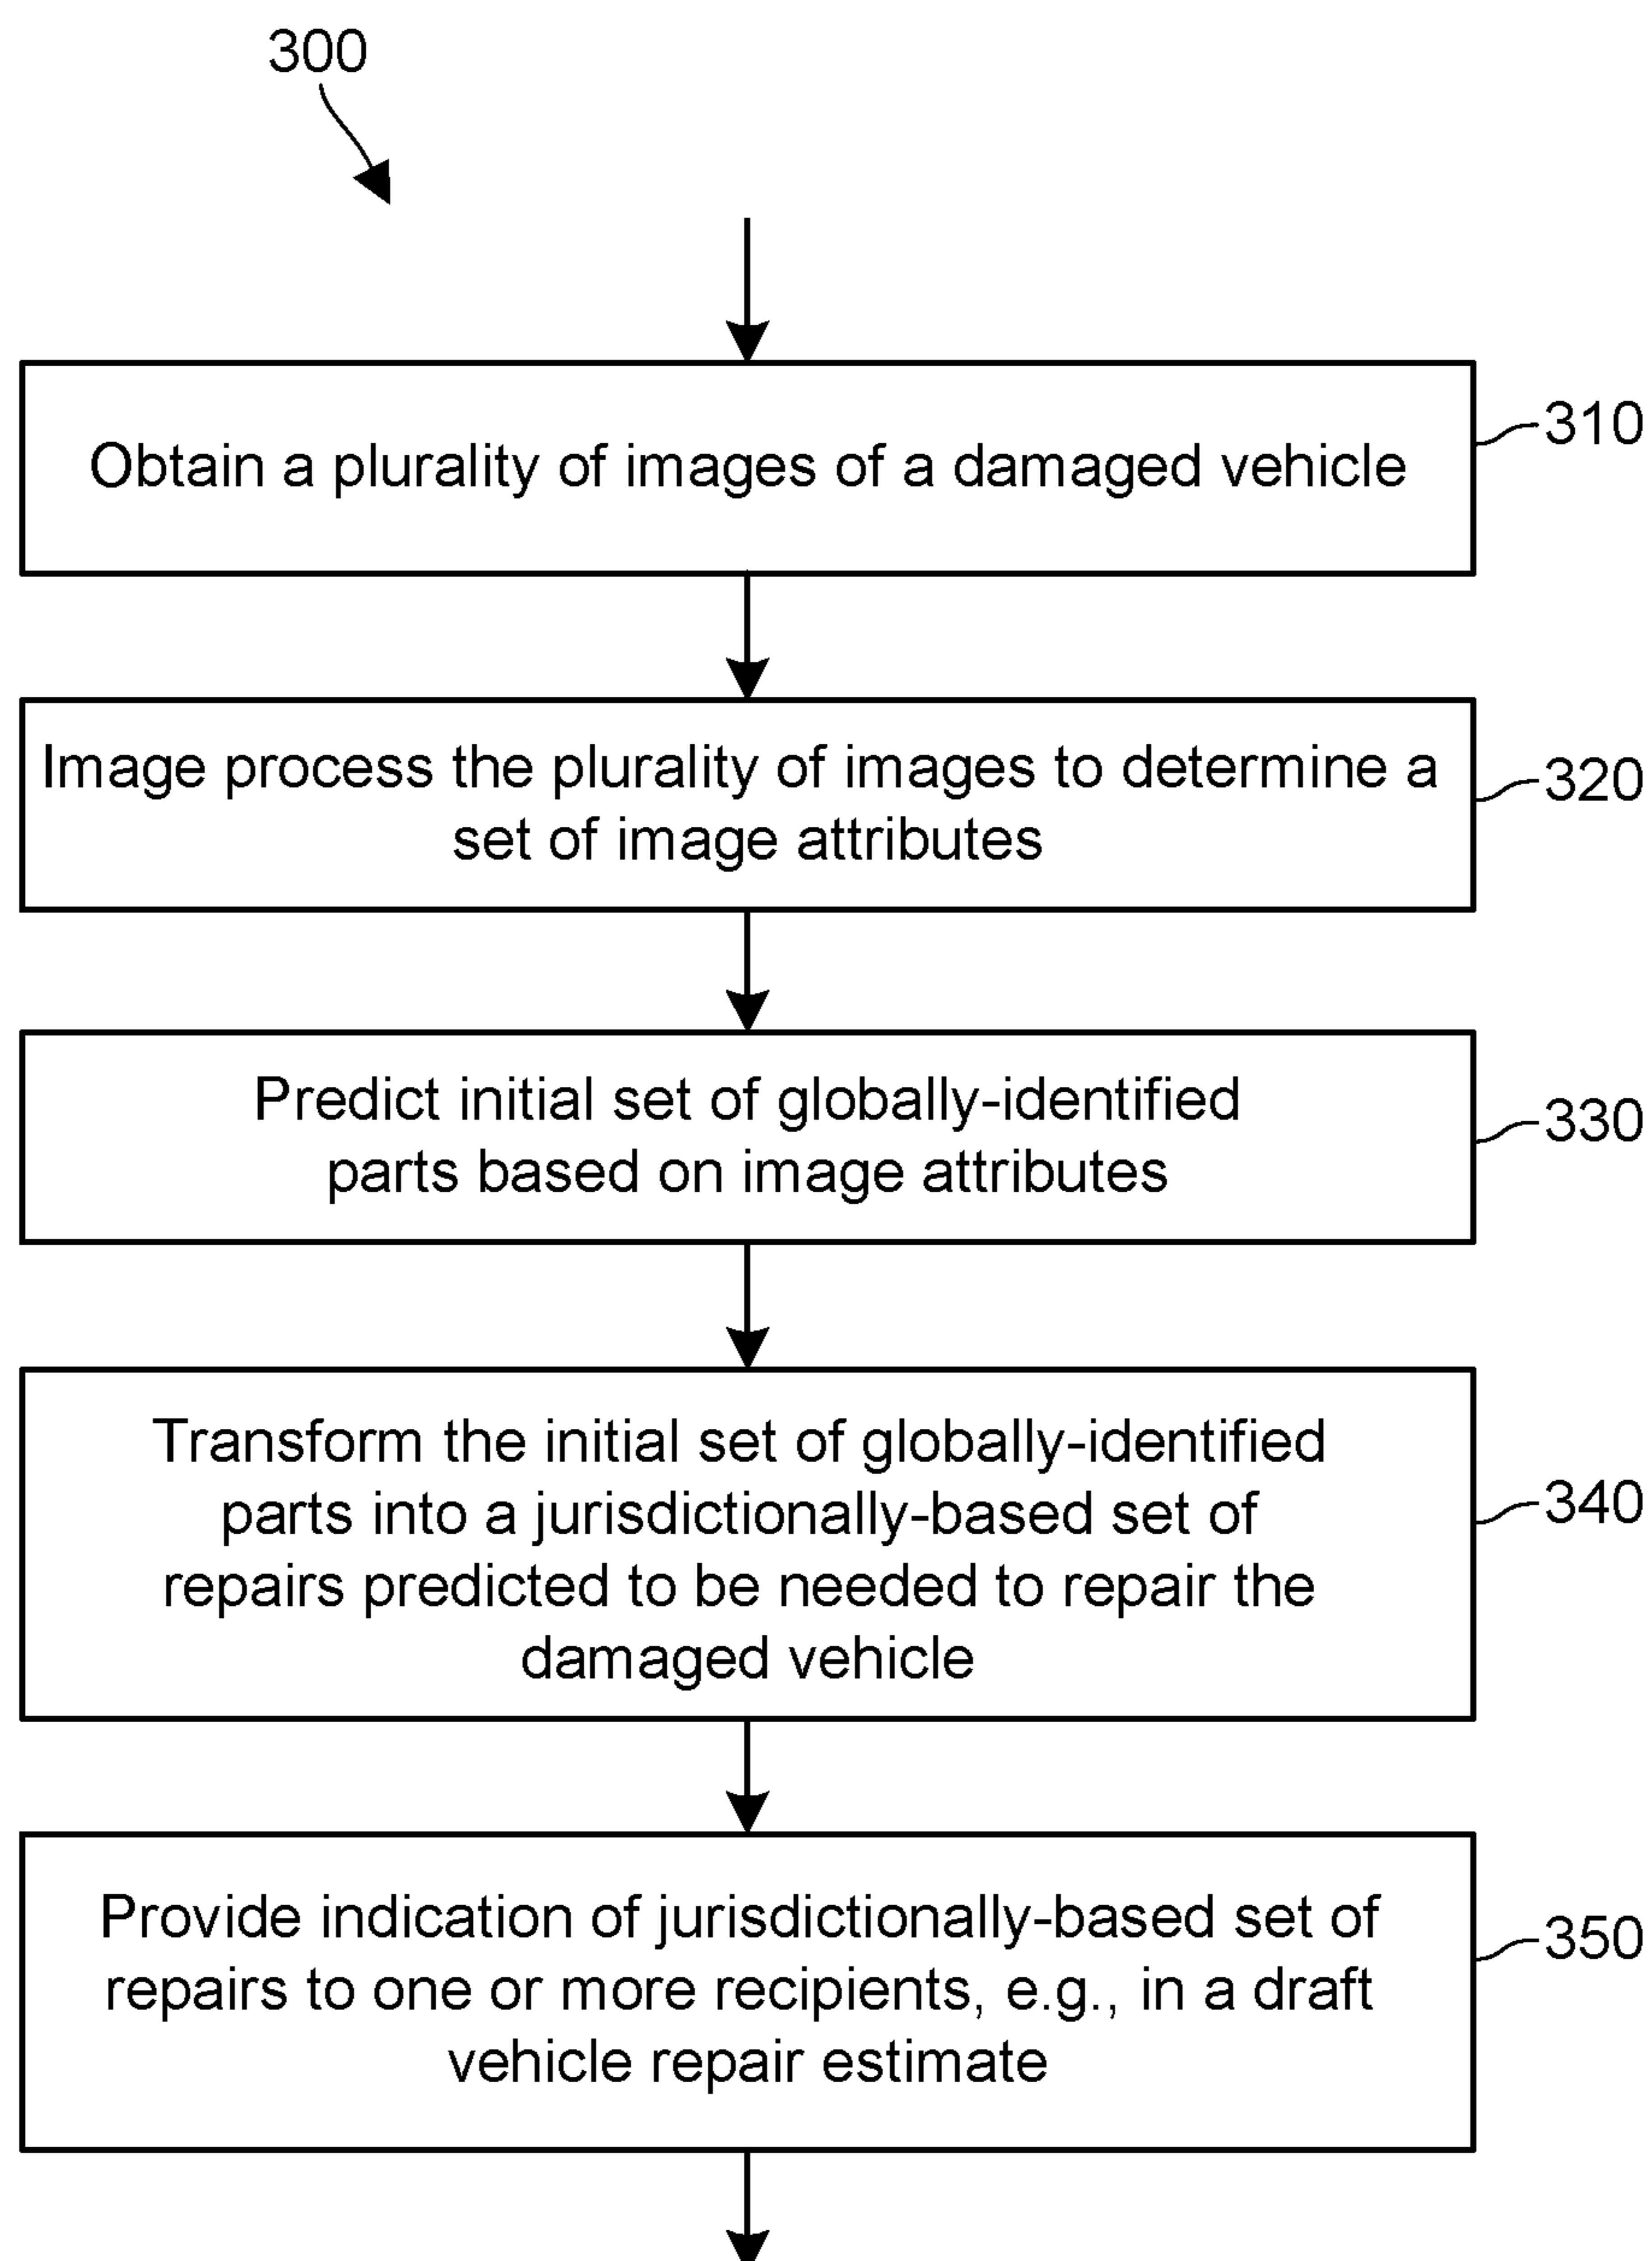 300
Obtain a plurality of images of a damaged vehicle
310
Image process the plurality of images to determine a
set of image attributes
320
Predict initial set of globally-identified
parts based on image attributes
330
Transform the initial set of globally-identified
parts into a jurisdictionally-based set of
repairs predicted to be needed to repair the
damaged vehicle
340
Provide indication of jurisdictionally-based set of
repairs to one or more recipients, e.g., in a draft
vehicle repair estimate
350